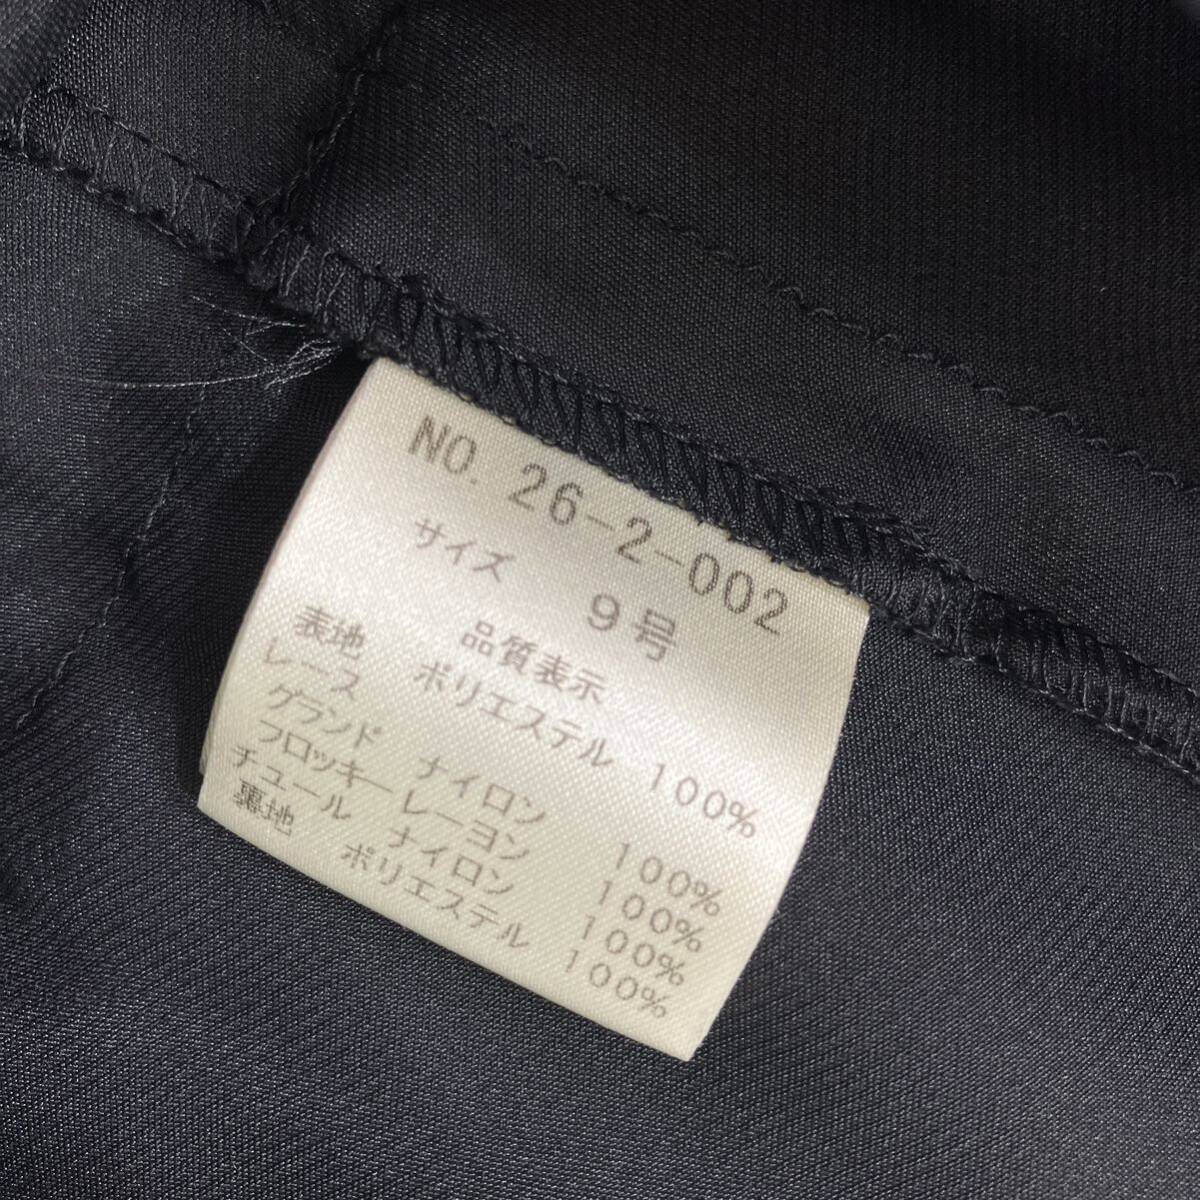 NO. 26-2-002
サイズ 9号
品質表示
表地 ポリエステル 100%
レース
グランド ナイロン 100%
フロッキーレーヨン 100%
チュール ナイロン 100%
裏地 ポリエステル 100%